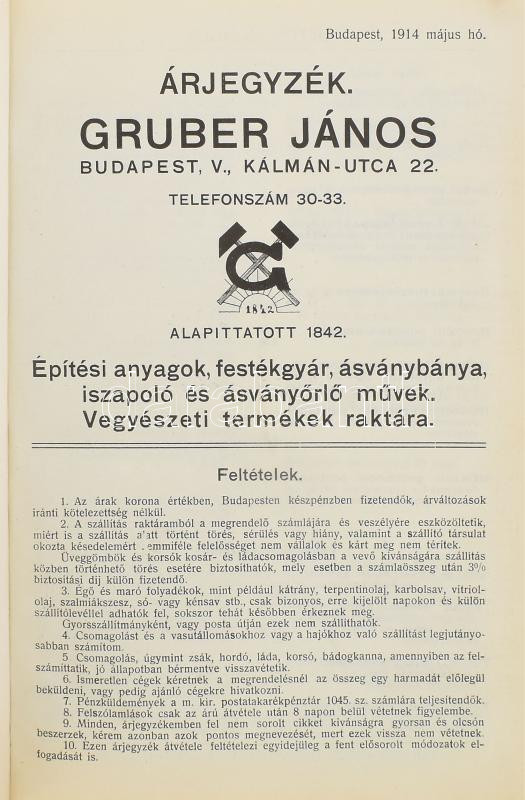 Budapest, 1914 május hó.
ÁRJEGYZÉK.
GRUBER JÁNOS
BUDAPEST, V., KÁLMÁN-UTCA 22.
TELEFONSZÁM 30-33.
G
1842
ALAPITTATOTT 1842.
Építési anyagok, festékgyár, ásványbánya,
iszapoló és ásványőrlő művek.
Vegyészeti termékek raktára.
Feltételek.
1. Az árak korona értékben, Budapesten készpénzben fizetendők, árváltozások
iránti kötelezettség nélkül.
2. A szállítás raktáramból a megrendelő számlájára és veszélyére eszközöltetik,
miért is a szállítás alatt történt törés, sérülés vagy hiány, valamint a szállító társulat
okozta késedelemért semmiféle felelősséget nem vállalok és kárt meg nem térítek.
Üveggömbök és korsók kosár- és ládacsomagolásban a vevő kívánságára szállítás
közben történhető törés esetére biztosíthatók, mely esetben a számlaösszeg után 3%
biztosítási dij külön fizetendő.
3. Égő és maró folyadékok, mint például kátrány, terpentinolaj, karbolsav, vitriol-
olaj, szalmiákszesz, só- vagy kénsav stb., csak bizonyos, erre kijelölt napokon és külön
szállítólevéllel adhatók fel, sokszor tehát későbben érkeznek meg.
Gyorsszállítmányként, vagy posta útján ezek nem szállíthatók.
4. Csomagolást és a vasutállomásokhoz vagy a hajókhoz való szállítást legjutányo-
sabban számítom.
5. Csomagolás, úgymint zsák, hordó, láda, korsó, bádogkanna, amennyiben az fel-
számíttatik, jó állapotban bérmentve visszavétetik.
6. Ismeretlen cégek kéretnek a megrendelésnél az összeg egy harmadát előlegül
beküldeni, vagy pedig ajánló cégekre hivatkozni.
7. Pénzküldemények a m. kir. postatakarékpénztár 1045. sz. számlára teljesitendők.
8. Felszólamlások csak az árú átvétele után 8 napon belül vétetnek figyelembe.
9. Minden, árjegyzékemben fel nem sorolt cikket kívánságra gyorsan és olcsón
beszerzek, kérem azonban azok pontos megnevezését, mert ezek vissza nem vétetnek.
10. Ezen árjegyzék átvétele feltételezi egyidejüleg a fent elősorolt módozatok el-
fogadását is.